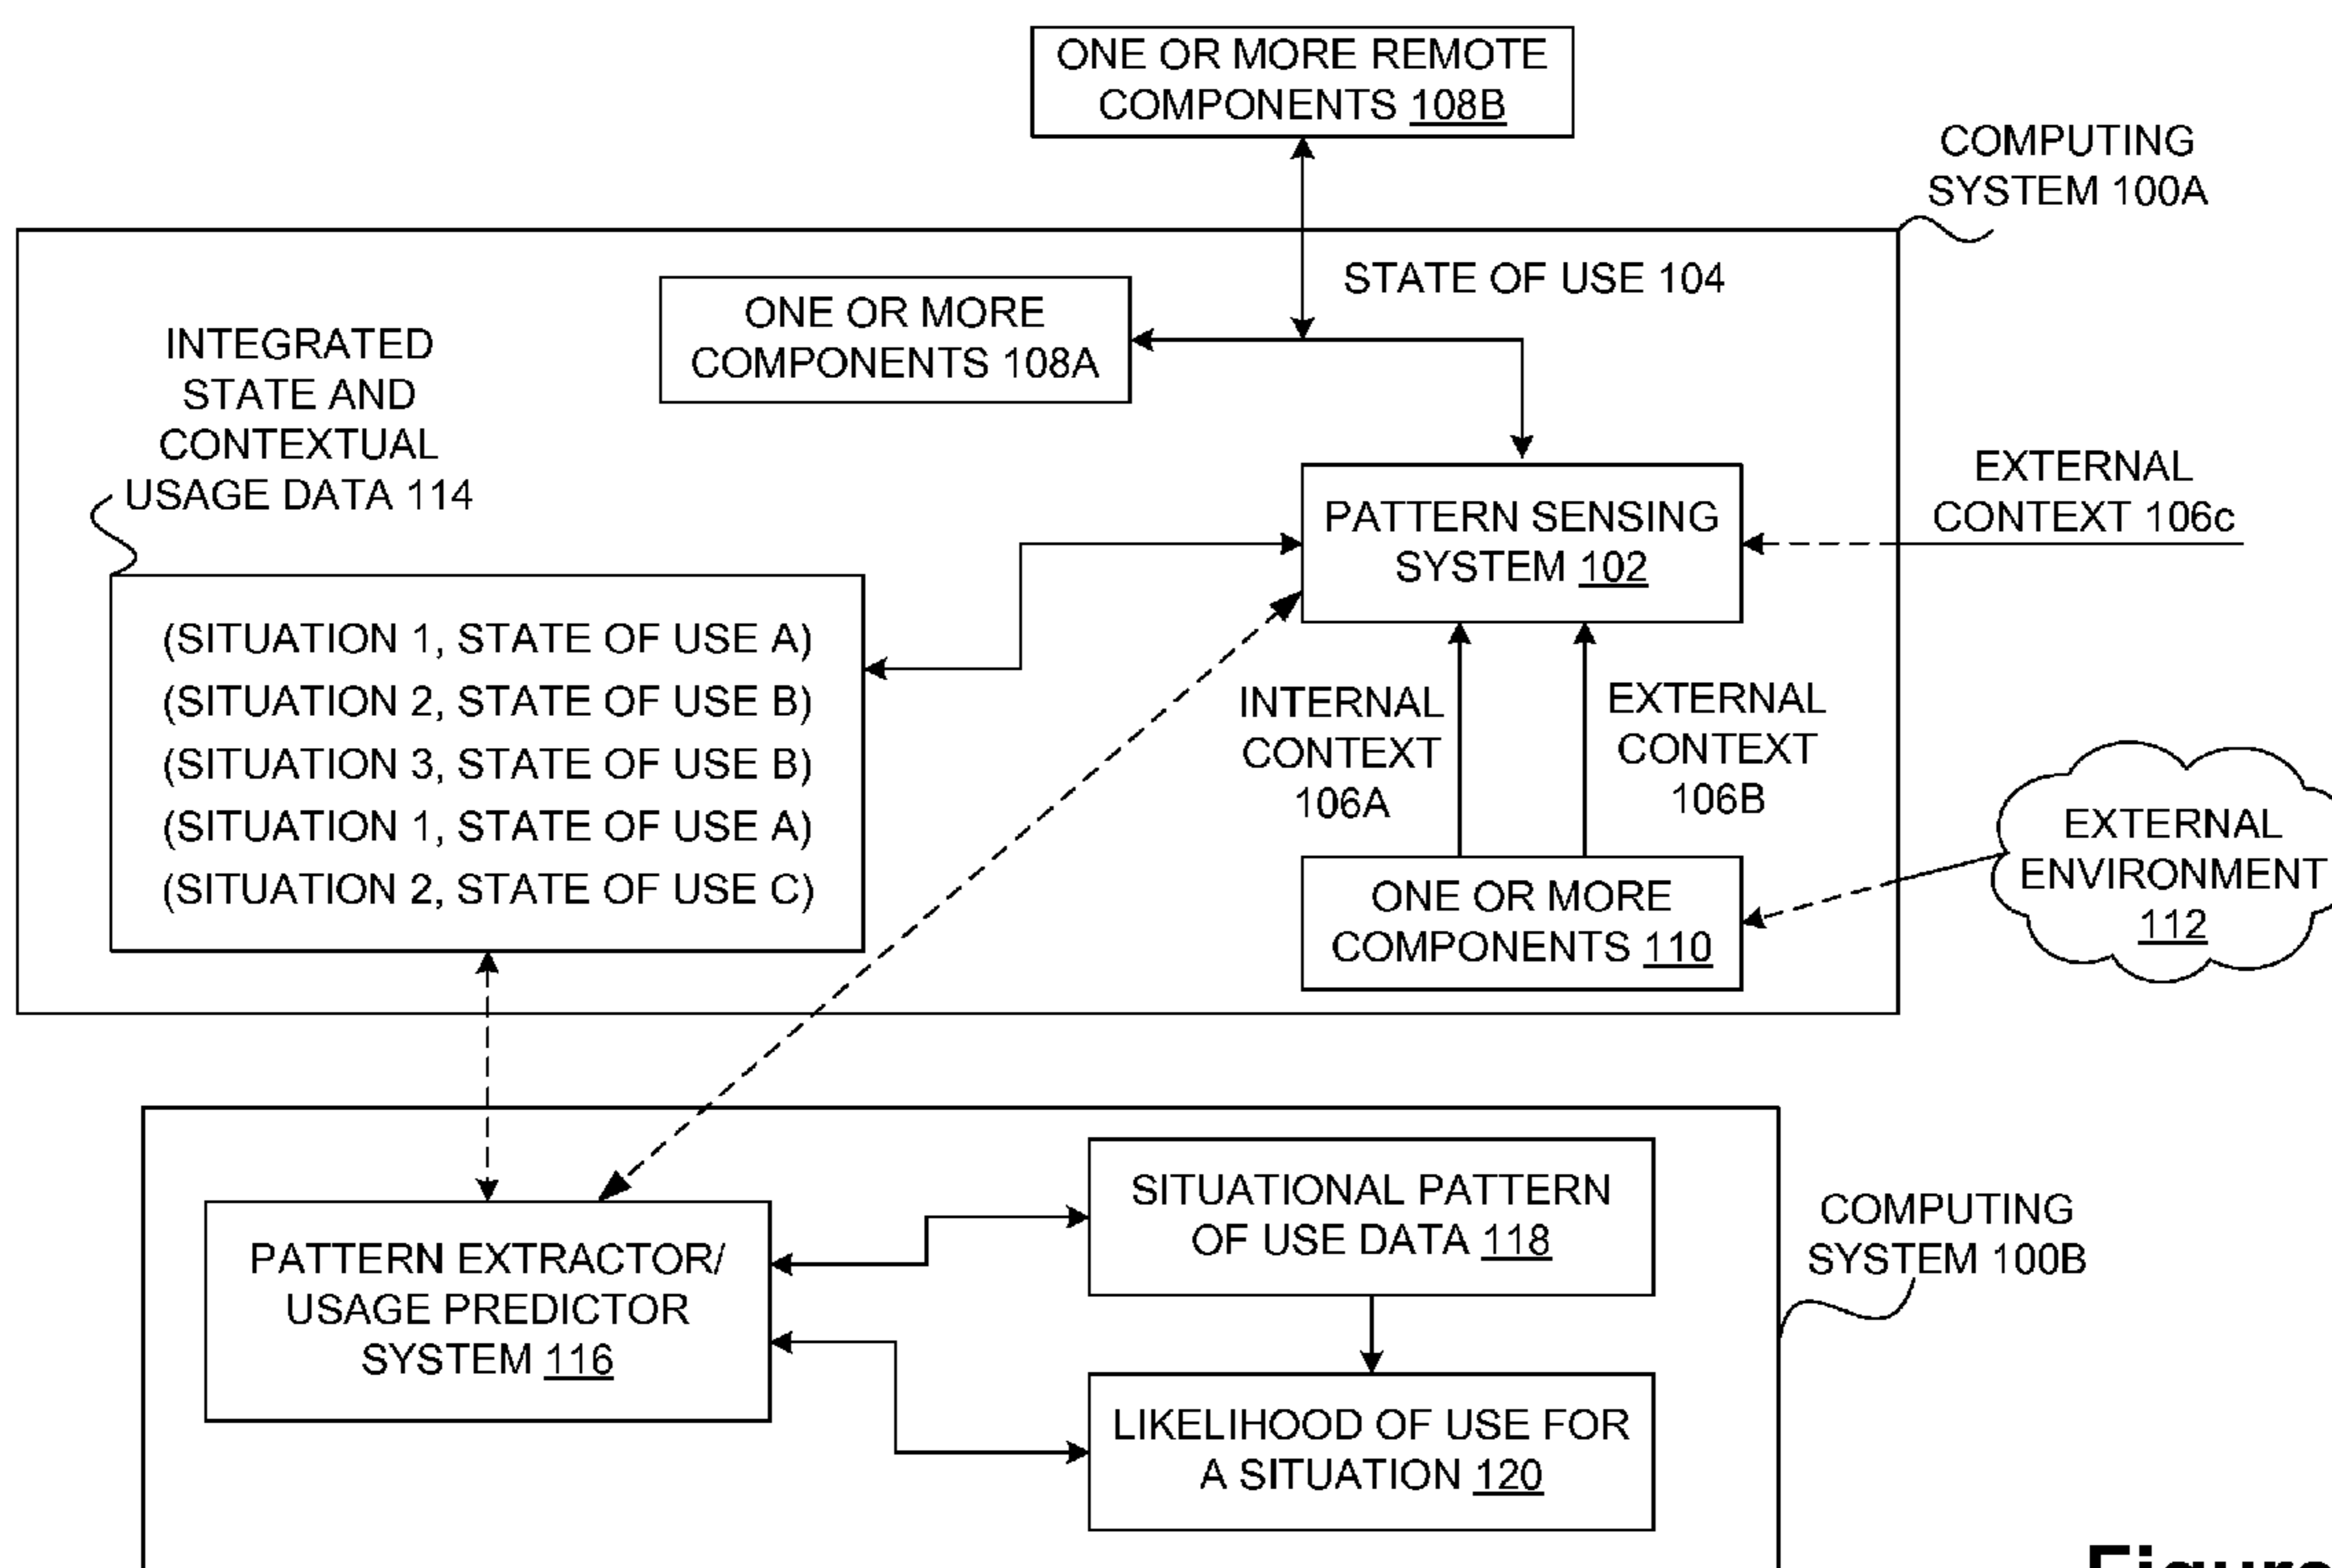 ONE OR MORE REMOTE
COMPONENTS 108B
COMPUTING
SYSTEM 100A
STATE OF USE 104
ONE OR MORE
COMPONENTS 108A
INTEGRATED
STATE AND
CONTEXTUAL
USAGE DATA 114
PATTERN SENSING
SYSTEM 102
EXTERNAL
CONTEXT 106c
(SITUATION 1, STATE OF USE A)
(SITUATION 2, STATE OF USE B)
(SITUATION 3, STATE OF USE B)
(SITUATION 1, STATE OF USE A)
(SITUATION 2, STATE OF USE C)
INTERNAL
CONTEXT
106A
EXTERNAL
CONTEXT
106B
EXTERNAL
ENVIRONMENT
112
ONE OR MORE
COMPONENTS 110
SITUATIONAL PATTERN
OF USE DATA 118
COMPUTING
SYSTEM 100B
PATTERN EXTRACTOR/
USAGE PREDICTOR
SYSTEM 116
LIKELIHOOD OF USE FOR
A SITUATION 120
Figure